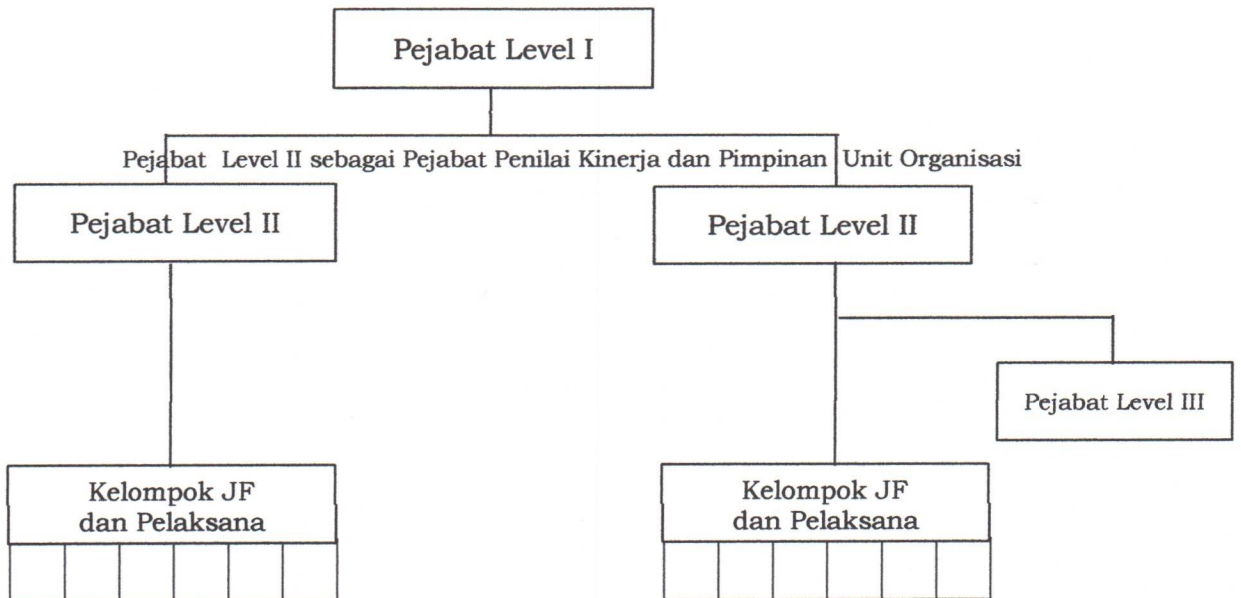 Pejabat Level I
Pejabat Level II sebagai Pejabat Penilai Kinerja dan Pimpinan Unit Organisasi
Pejabat Level II
Pejabat Level II
Pejabat Level III
Kelompok JF
dan Pelaksana
Kelompok JF
dan Pelaksana